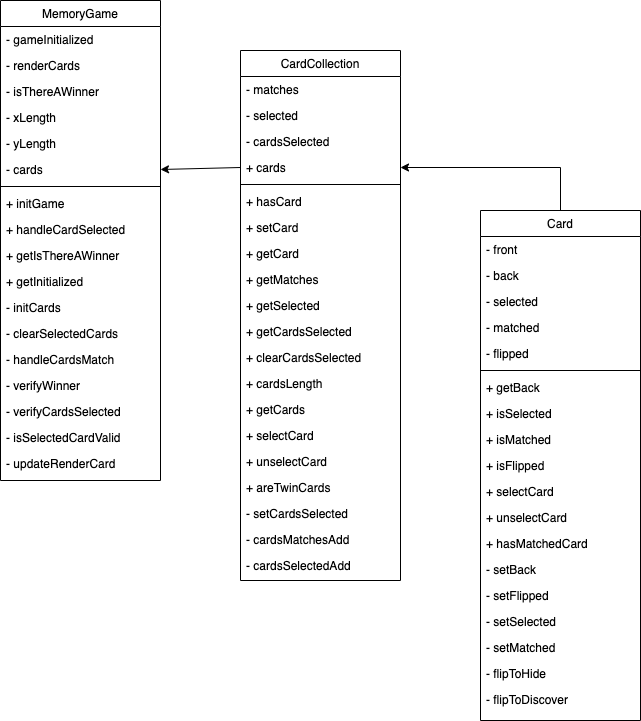 MemoryGame
- gameInitialized
- renderCards
- isThereAWinner
- xLength
- yLength
- cards
+ initGame
+ handleCardSelected
+ getIsThereAWinner
+ getInitialized
- initCards
- clearSelectedCards
- handleCardsMatch
- verifyWinner
- verifyCardsSelected
- isSelectedCardValid
- updateRenderCard
CardCollection
- matches
- selected
- cardsSelected
+ cards
+ hasCard
+ setCard
+ getCard
+ getMatches
+ getSelected
+ getCardsSelected
+ clearCardsSelected
+ cardsLength
+ getCards
+ selectCard
+ unselectCard
+ areTwinCards
- setCardsSelected
- cardsMatchesAdd
- cardsSelectedAdd
Card
- front
- back
- selected
- matched
- flipped
+ getBack
+ isSelected
+ isMatched
+ isFlipped
+ selectCard
+ unselectCard
+ hasMatchedCard
- setBack
- setFlipped
- setSelected
- setMatched
- flipToHide
- flipToDiscover